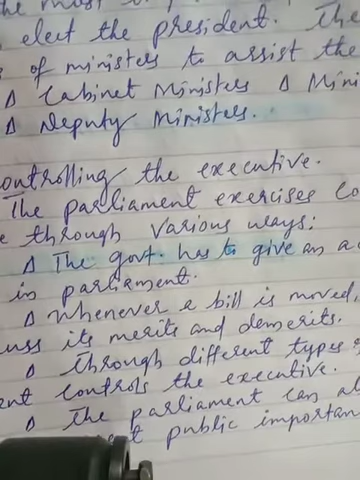 the most
elect the president. The
of ministers to assist the
Δ Cabinet Ministers Δ Mini
Δ Deputy Ministers.
ontrolling the executive.
The parliament exercises co
e through various ways:
Δ The govt. has to give an a
in parliament.
Δ Whenever a bill is moved,
uss its merits and demerits.
Δ Through different types
ent controls the executive.
Δ The parliament can al
public importan